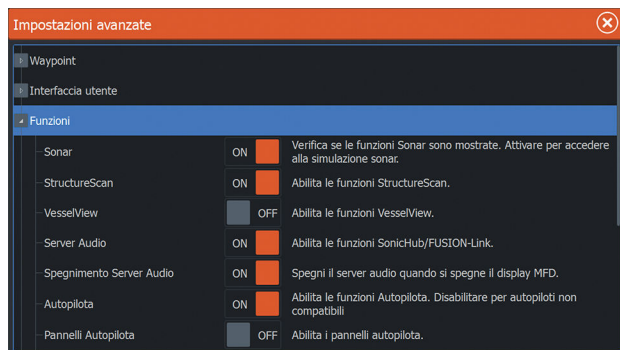 Impostazioni avanzate
Waypoint
Interfaccia utente
Funzioni
Sonar ON Verifica se le funzioni Sonar sono mostrate. Attivare per accedere
alla simulazione sonar.
StructureScan ON Abilita le funzioni StructureScan.
VesselView OFF Abilita le funzioni VesselView.
Server Audio ON Abilita le funzioni SonicHub/FUSION-Link.
Spegnimento Server Audio ON Spegni il server audio quando si spegne il display MFD.
Autopilota ON Abilita le funzioni Autopilota. Disabilitare per autopiloti non
compatibili
Pannelli Autopilota OFF Abilita i pannelli autopilota.